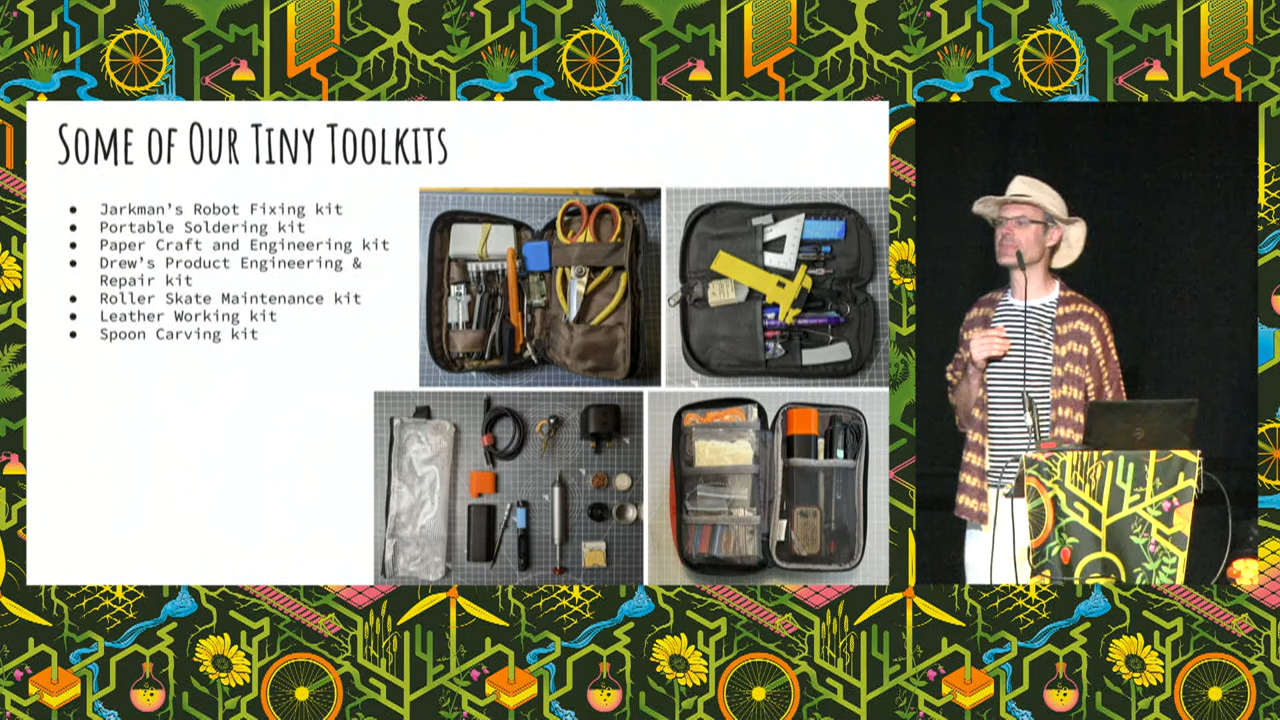 Some of Our Tiny Toolkits
● Jarkman's Robot Fixing kit
● Portable Soldering kit
● Paper Craft and Engineering kit
● Drew's Product Engineering &
Repair kit
● Roller Skate Maintenance kit
● Leather Working kit
● Spoon Carving kit